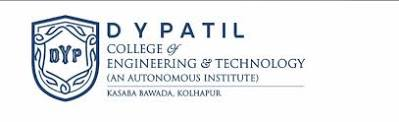 DYP
D Y PATIL
COLLEGE of
ENGINEERING & TECHNOLOGY
(AN AUTONOMOUS INSTITUTE)
KASABA BAWADA, KOLHAPUR